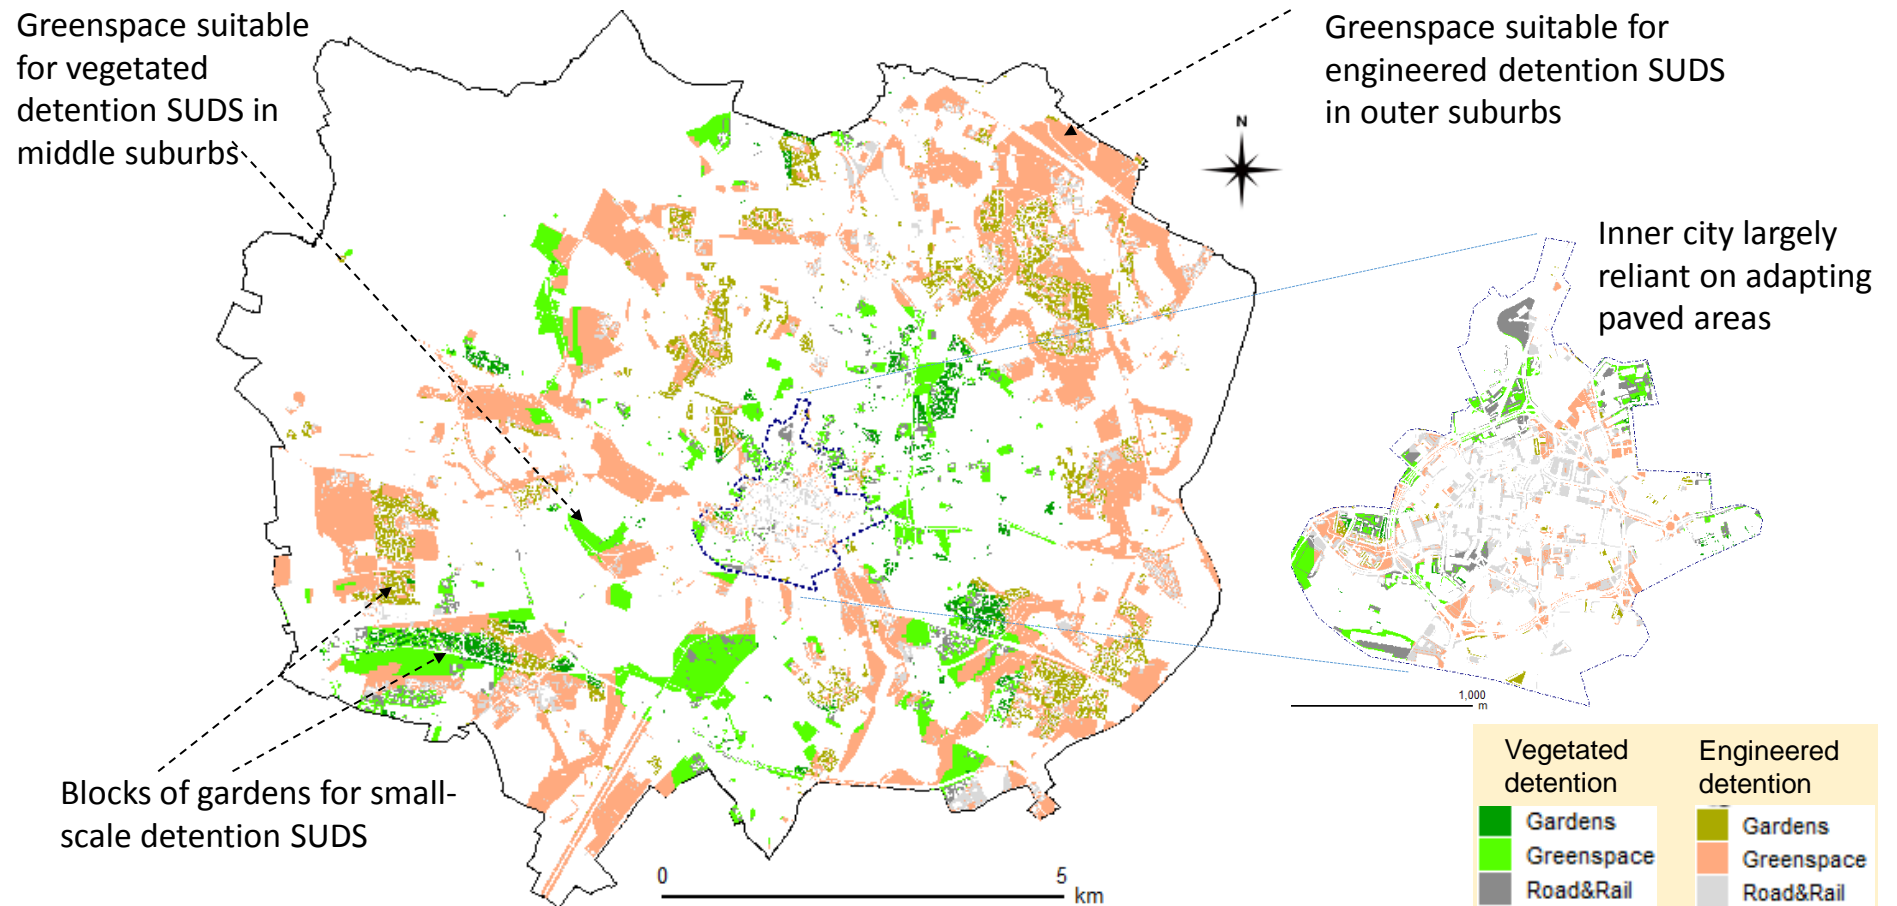 Greenspace suitable
for vegetated
detention SUDS in
middle suburbs
Greenspace suitable for
engineered detention SUDS
in outer suburbs
N
Inner city largely
reliant on adapting
paved areas
1,000
m
Blocks of gardens for small-
scale detention SUDS
0
5
km
Vegetated
detention
Gardens
Greenspace
Road&Rail
Engineered
detention
Gardens
Greenspace
Road&Rail